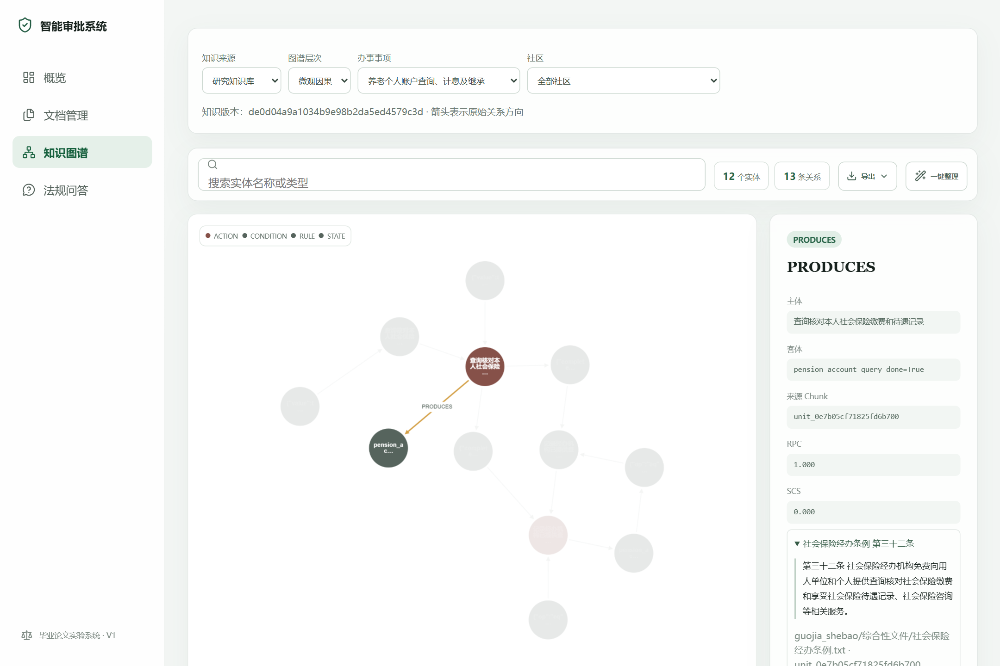 智能审批系统
概览
文档管理
知识图谱
法规问答
毕业论文实验系统 · V1
知识来源
图谱层次
办事事项
社区
研究知识库
微观因果
养老个人账户查询、计息及继承
全部社区
知识版本：de0d04a9a1034b9e98b2da5ed4579c3d · 箭头表示原始关系方向
搜索实体名称或类型
12 个实体
13 条关系
导出
一键整理
ACTION
CONDITION
RULE
STATE
查询核对本
人社会保险
...
PRODUCES
pension_a
c...
PRODUCES
PRODUCES
主体
查询核对本人社会保险缴费和待遇记录
客体
pension_account_query_done=True
来源 Chunk
unit_0e7b05cf71825fd6b700
RPC
1.000
SCS
0.000
▼ 社会保险经办条例 第三十二条
第三十二条 社会保险经办机构免费向用
人单位和个人提供查询核对社会保险缴费
和享受社会保险待遇记录、社会保险咨询
等相关服务。
guojia_shebao/综合性文件/社会保险
经办条例.txt ·
unit_0e7b05cf71825fd6b700